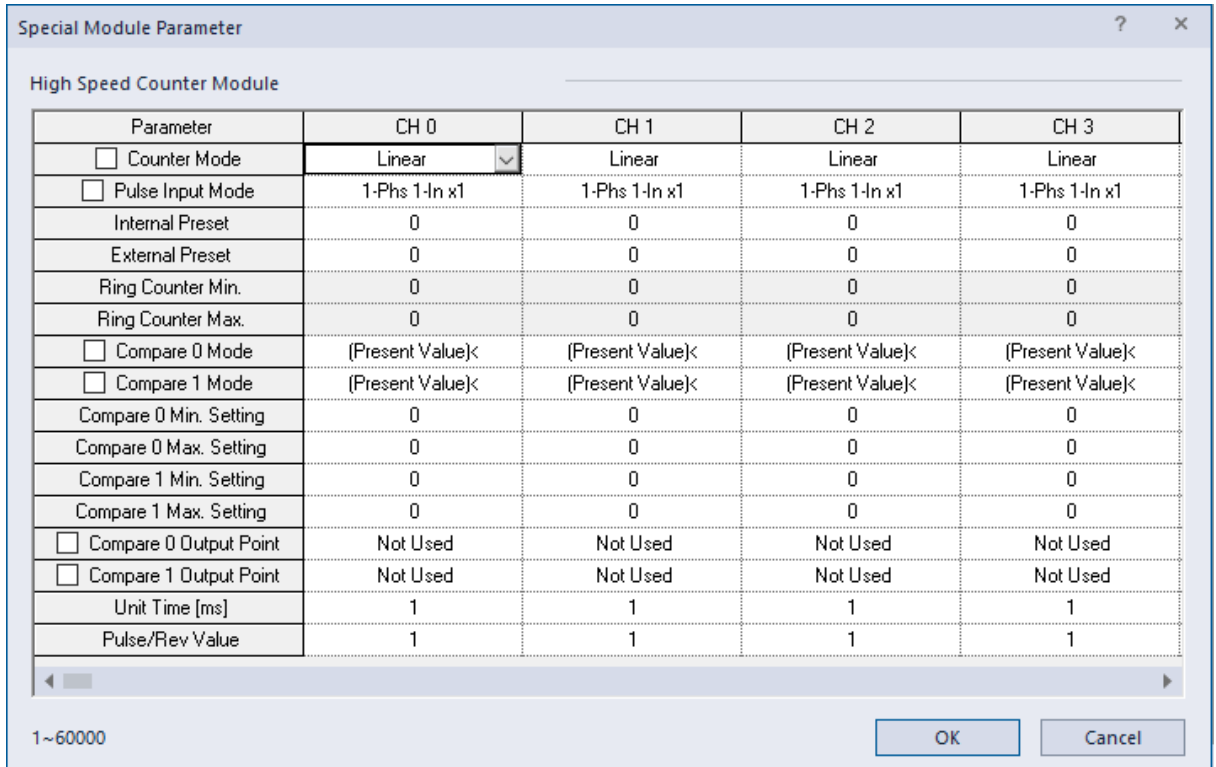 Special Module Parameter ? ×
High Speed Counter Module
Parameter CH 0 CH 1 CH 2 CH 3
Counter Mode Linear Linear Linear Linear
Pulse Input Mode 1-Phs 1-In x1 1-Phs 1-In x1 1-Phs 1-In x1 1-Phs 1-In x1
Internal Preset 0 0 0 0
External Preset 0 0 0 0
Ring Counter Min. 0 0 0 0
Ring Counter Max. 0 0 0 0
Compare 0 Mode (Present Value)< (Present Value)< (Present Value)< (Present Value)<
Compare 1 Mode (Present Value)< (Present Value)< (Present Value)< (Present Value)<
Compare 0 Min. Setting 0 0 0 0
Compare 0 Max. Setting 0 0 0 0
Compare 1 Min. Setting 0 0 0 0
Compare 1 Max. Setting 0 0 0 0
Compare 0 Output Point Not Used Not Used Not Used Not Used
Compare 1 Output Point Not Used Not Used Not Used Not Used
Unit Time [ms] 1 1 1 1
Pulse/Rev Value 1 1 1 1
1~60000 OK Cancel